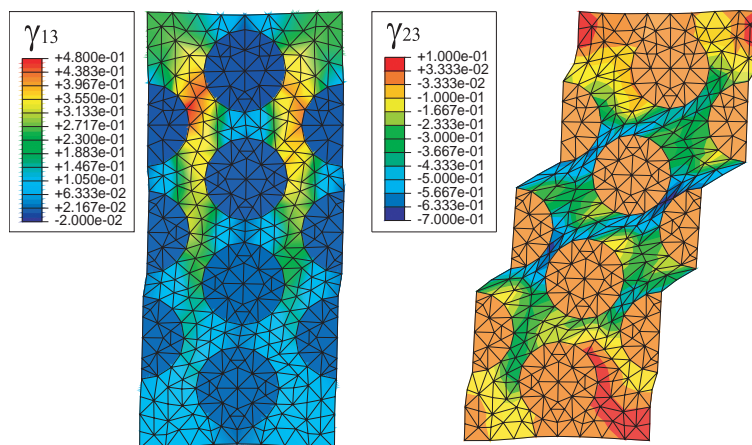 γ13
+4.800e-01
+4.383e-01
+3.967e-01
+3.550e-01
+3.133e-01
+2.717e-01
+2.300e-01
+1.883e-01
+1.467e-01
+1.050e-01
+6.333e-02
+2.167e-02
-2.000e-02
γ23
+1.000e-01
+3.333e-02
-3.333e-02
-1.000e-01
-1.667e-01
-2.333e-01
-3.000e-01
-3.667e-01
-4.333e-01
-5.000e-01
-5.667e-01
-6.333e-01
-7.000e-01